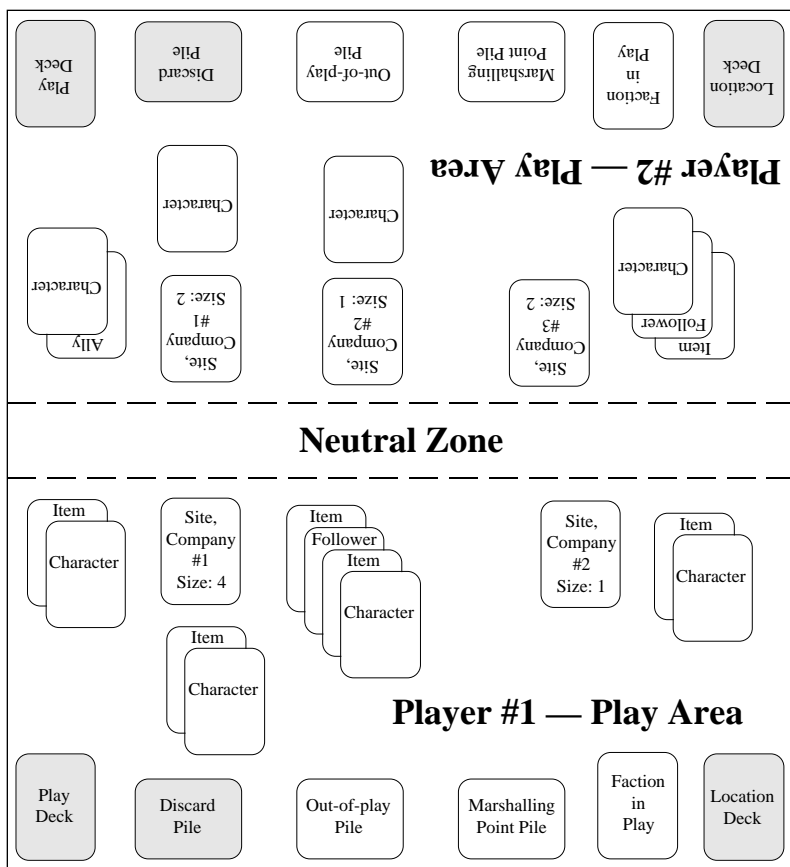 Play
Deck
Discard
Pile
Out-of-play
Pile
Marshalling
Point Pile
Faction
in
Play
Location
Deck
Player #2 — Play Area
Character
Character
Character
Ally
Site,
Company
#1
Size: 2
Site,
Company
#2
Size: 1
Site,
Company
#3
Size: 2
Character
Follower
Item
Neutral Zone
Item
Character
Site,
Company
#1
Size: 4
Item
Follower
Item
Character
Site,
Company
#2
Size: 1
Item
Character
Item
Character
Player #1 — Play Area
Play
Deck
Discard
Pile
Out-of-play
Pile
Marshalling
Point Pile
Faction
in
Play
Location
Deck